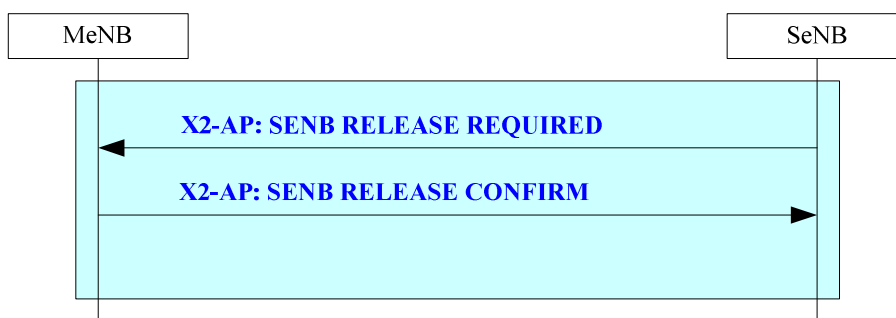 MeNB
SeNB
X2-AP: SENB RELEASE REQUIRED
X2-AP: SENB RELEASE CONFIRM